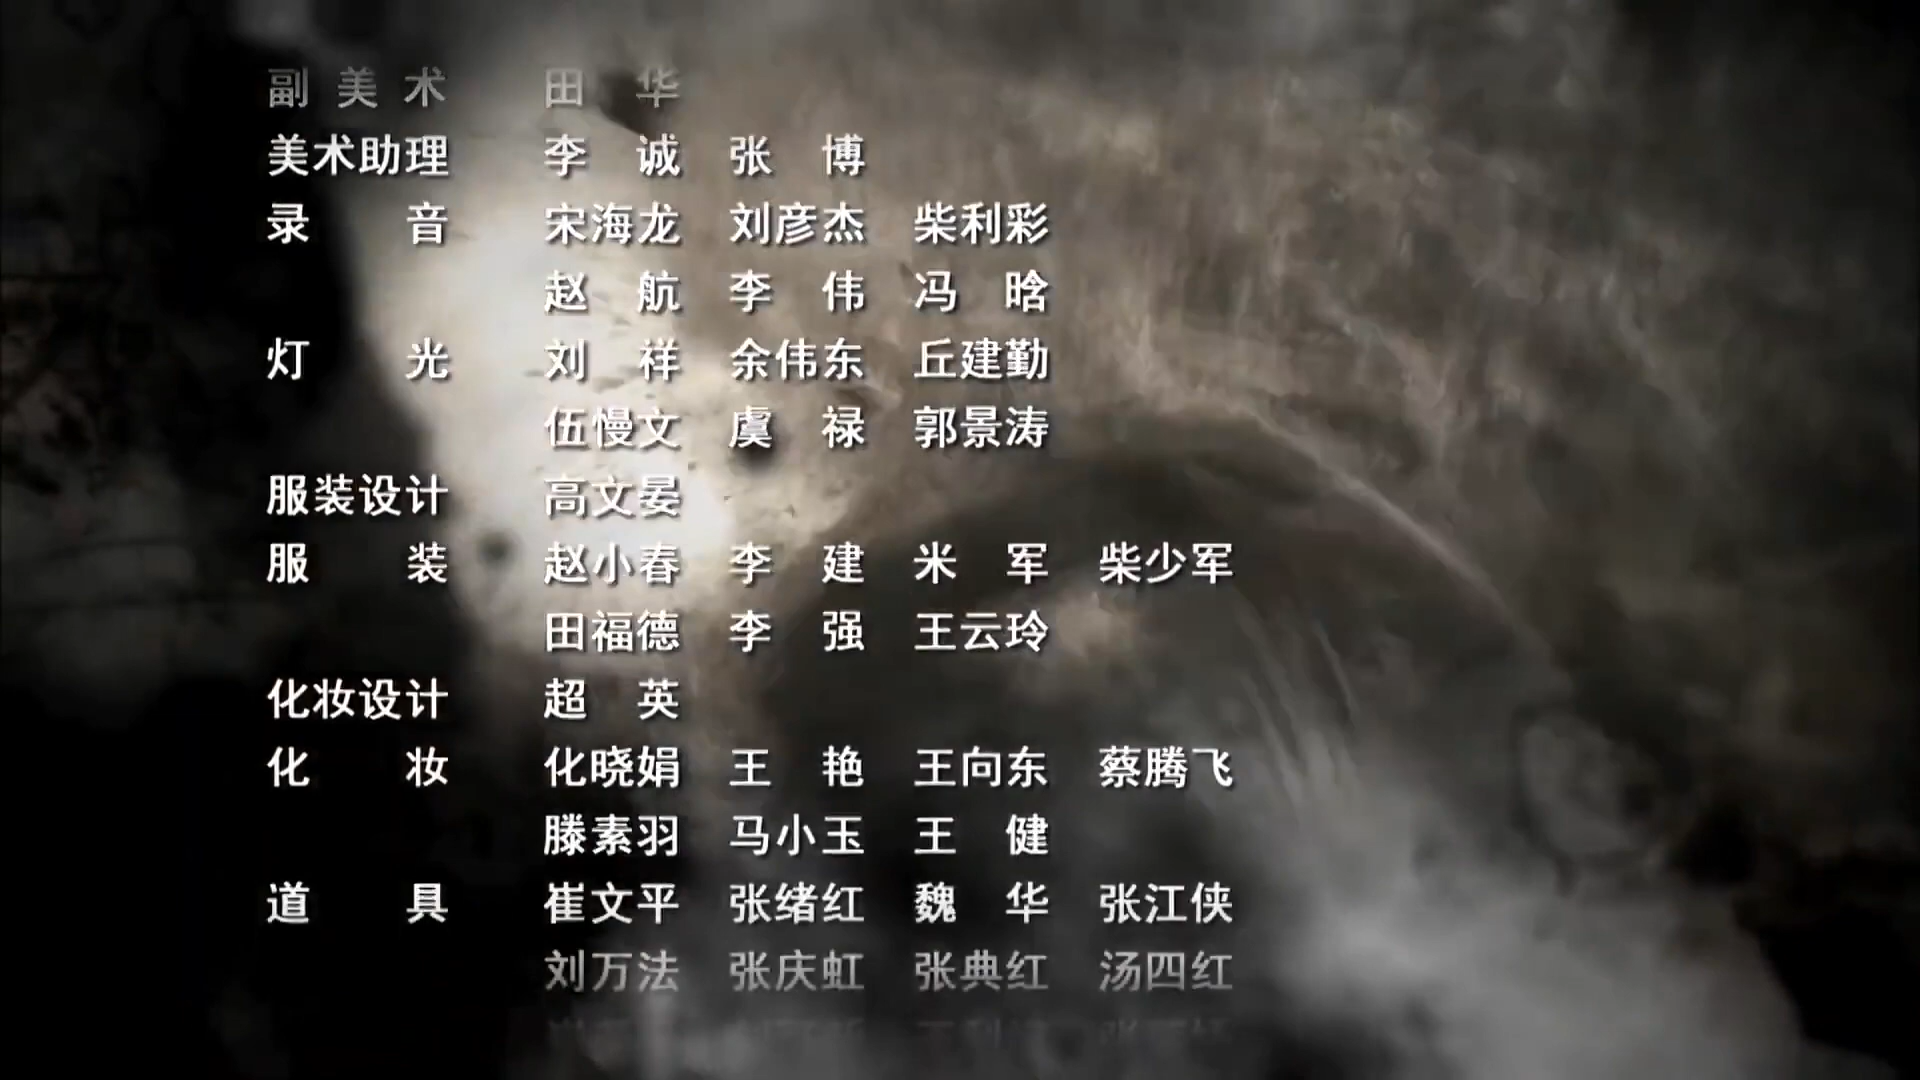 副美术 田华
美术助理 李诚 张博
录音 宋海龙 刘彦杰 柴利彩
赵航 李伟 冯晗
灯光 刘祥 余伟东 丘建勤
伍慢文 虞禄 郭景涛
服装设计 高文晏
服装 赵小春 李建 米军 柴少军
田福德 李强 王云玲
化妆设计 超英
化妆 化晓娟 王艳 王向东 蔡腾飞
滕素羽 马小玉 王健
道具 崔文平 张绪红 魏华 张江侠
刘万法 张庆虹 张典红 汤四红